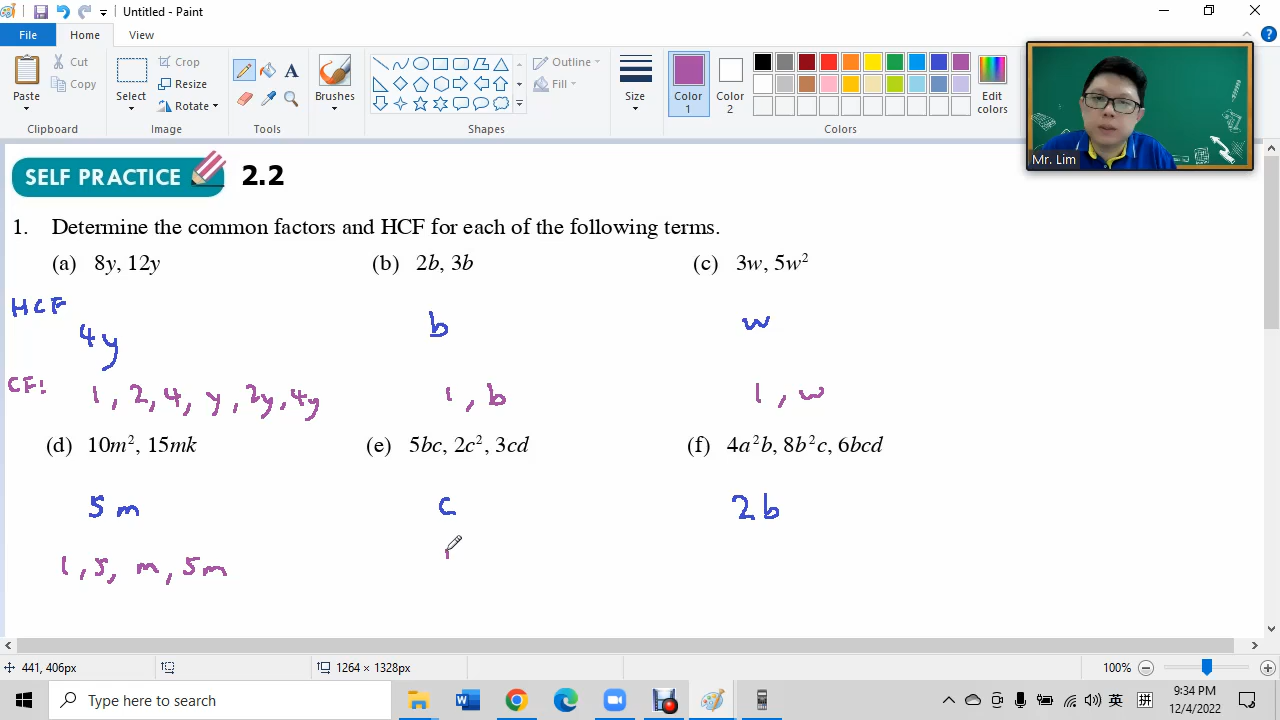 Untitled - Paint
File Home View
Paste Cut Copy Select Crop Resize Rotate A Brushes Outline Fill Size Color 1 Color 2 Edit colors
Clipboard Image Tools Shapes Colors
Mr. Lim
SELF PRACTICE 2.2
1. Determine the common factors and HCF for each of the following terms.
(a) 8y, 12y (b) 2b, 3b (c) 3w, 5w²
HCF
4y b w
CF: 1, 2, 4, y, 2y, 4y 1, b 1, w
(d) 10m², 15mk (e) 5bc, 2c², 3cd (f) 4a²b, 8b²c, 6bcd
5m c 2b
1, 5, m, 5m
441, 406px 1264 × 1328px 100%
Type here to search W 英 拼 9:34 PM
12/4/2022